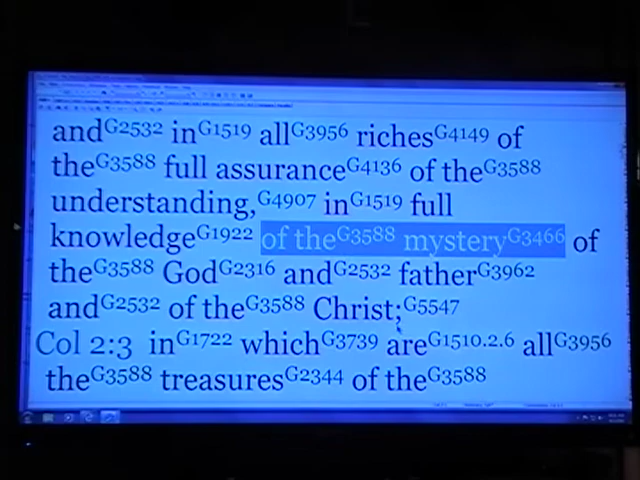 andG2532 inG1519 allG3956 richesG4149 of
theG3588 full assuranceG4136 of theG3588
understanding,G4907 inG1519 full
knowledgeG1922 of theG3588 mysteryG3466 of
theG3588 GodG2316 andG2532 fatherG3962
andG2532 of theG3588 Christ;G5547
Col 2:3 inG1722 whichG3739 areG1510.2.6 allG3956
theG3588 treasuresG2344 of theG3588